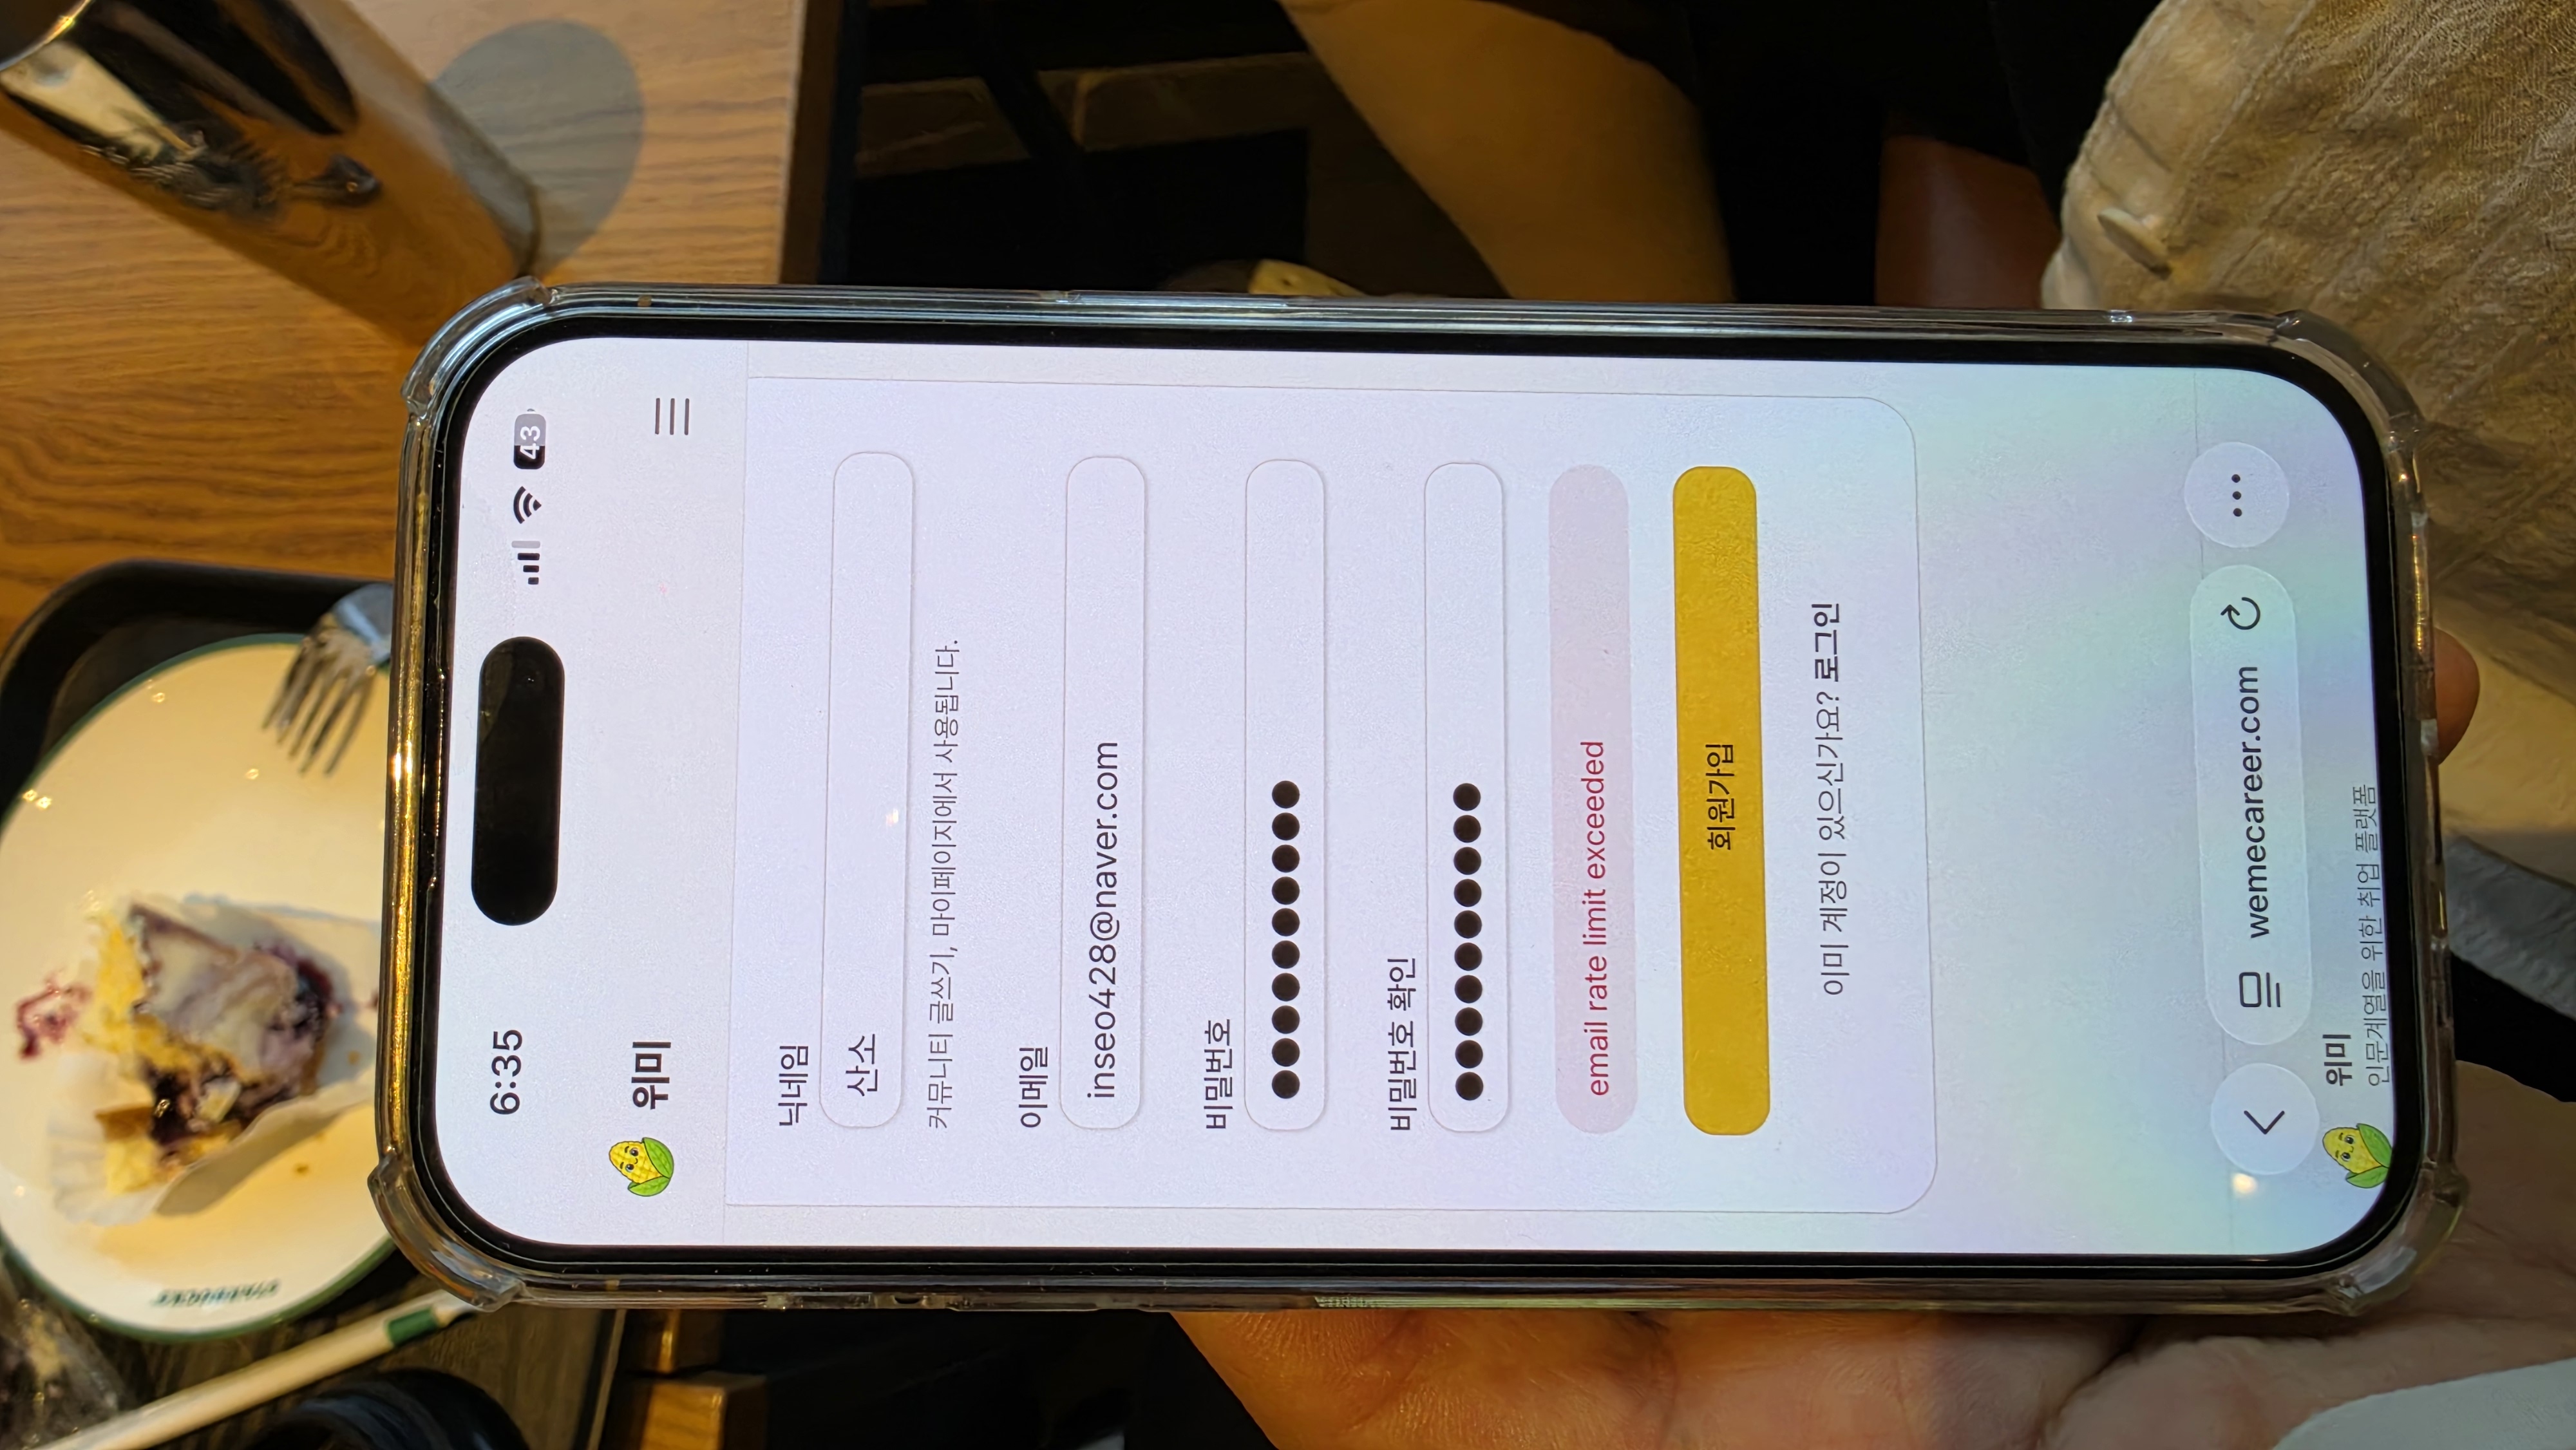 6:35
43
위미
닉네임
산소
커뮤니티 글쓰기, 마이페이지에서 사용됩니다.
이메일
inseo428@naver.com
비밀번호
●●●●●●●●●●
비밀번호 확인
●●●●●●●●●●
email rate limit exceeded
회원가입
이미 계정이 있으신가요? 로그인
wemecareer.com
위미
인문계열을 위한 취업 플랫폼